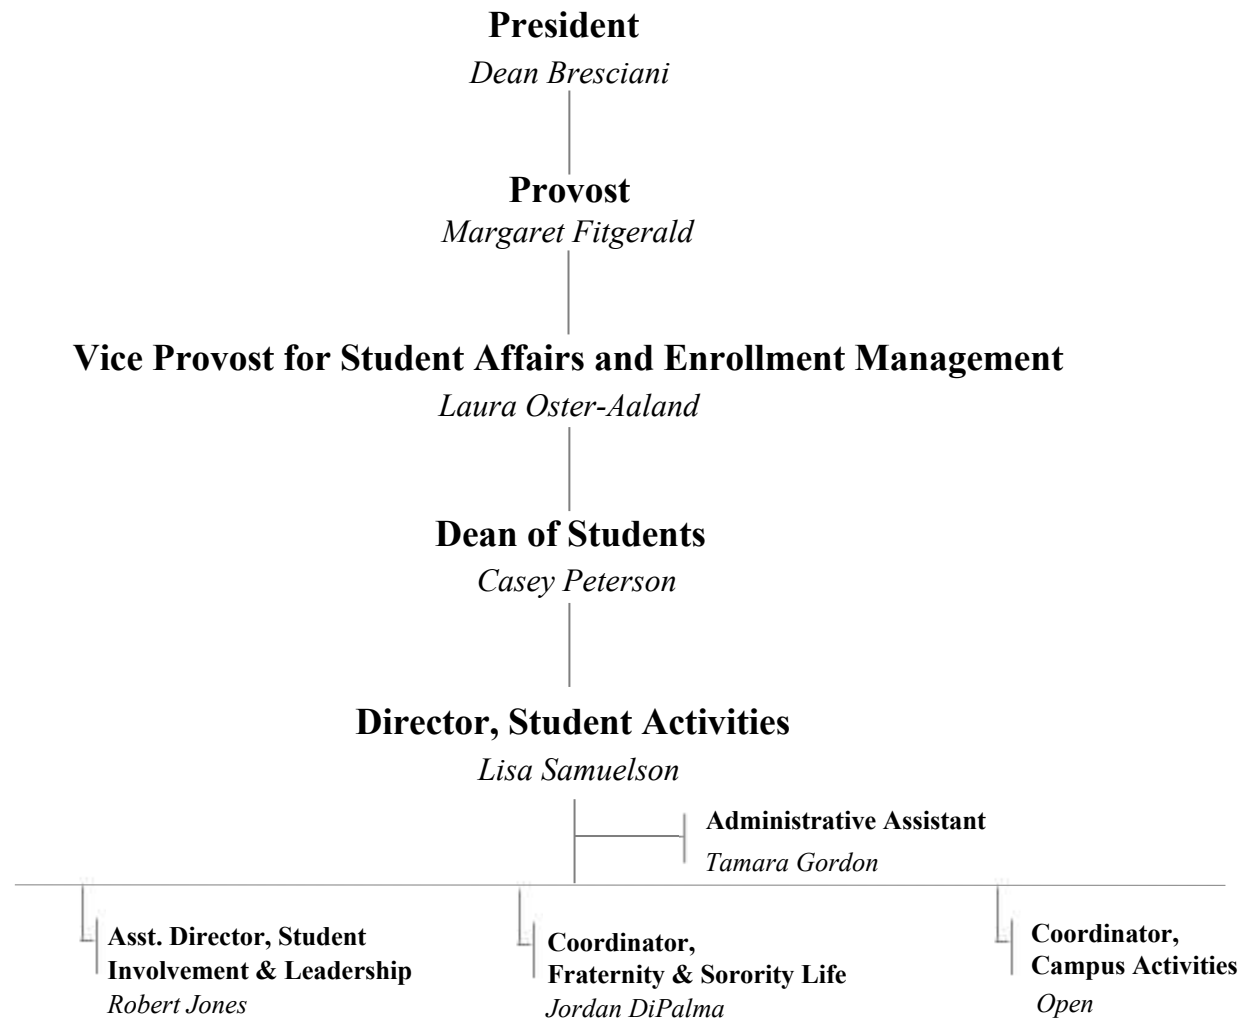 President
Dean Bresciani
Provost
Margaret Fitgerald
Vice Provost for Student Affairs and Enrollment Management
Laura Oster-Aaland
Dean of Students
Casey Peterson
Director, Student Activities
Lisa Samuelson
Administrative Assistant
Tamara Gordon
Asst. Director, Student
Involvement & Leadership
Robert Jones
Coordinator,
Fraternity & Sorority Life
Jordan DiPalma
Coordinator,
Campus Activities
Open